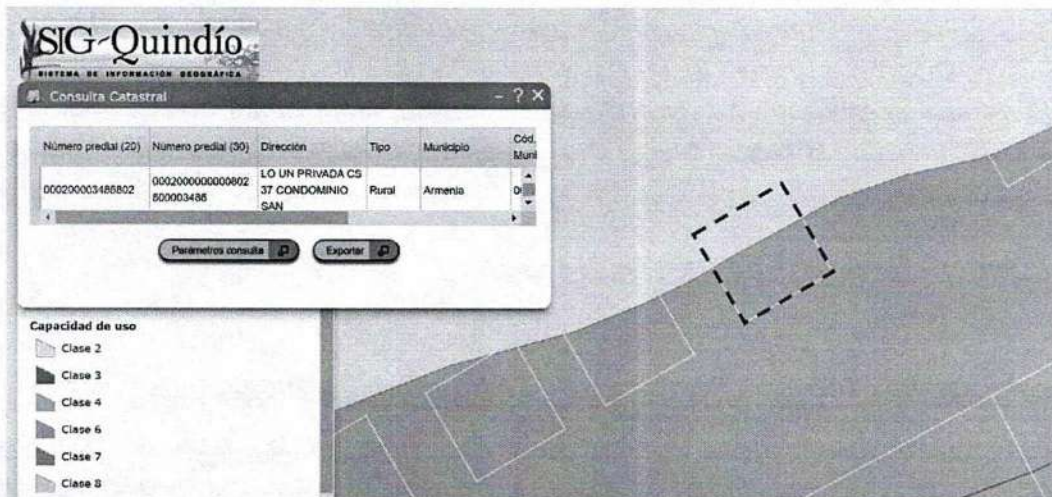 SIG-Quindío
SISTEMA DE INFORMACIÓN GEOGRÁFICA
Consulta Catastral
– ? ×
Número predial (20) Número predial (30) Dirección Tipo Municipio Cód. Muni
000200003486802 0002000000000802 800003486 LO UN PRIVADA CS 37 CONDOMINIO SAN Rural Armenia
Parámetros consulta Exportar
Capacidad de uso
Clase 2
Clase 3
Clase 4
Clase 6
Clase 7
Clase 8